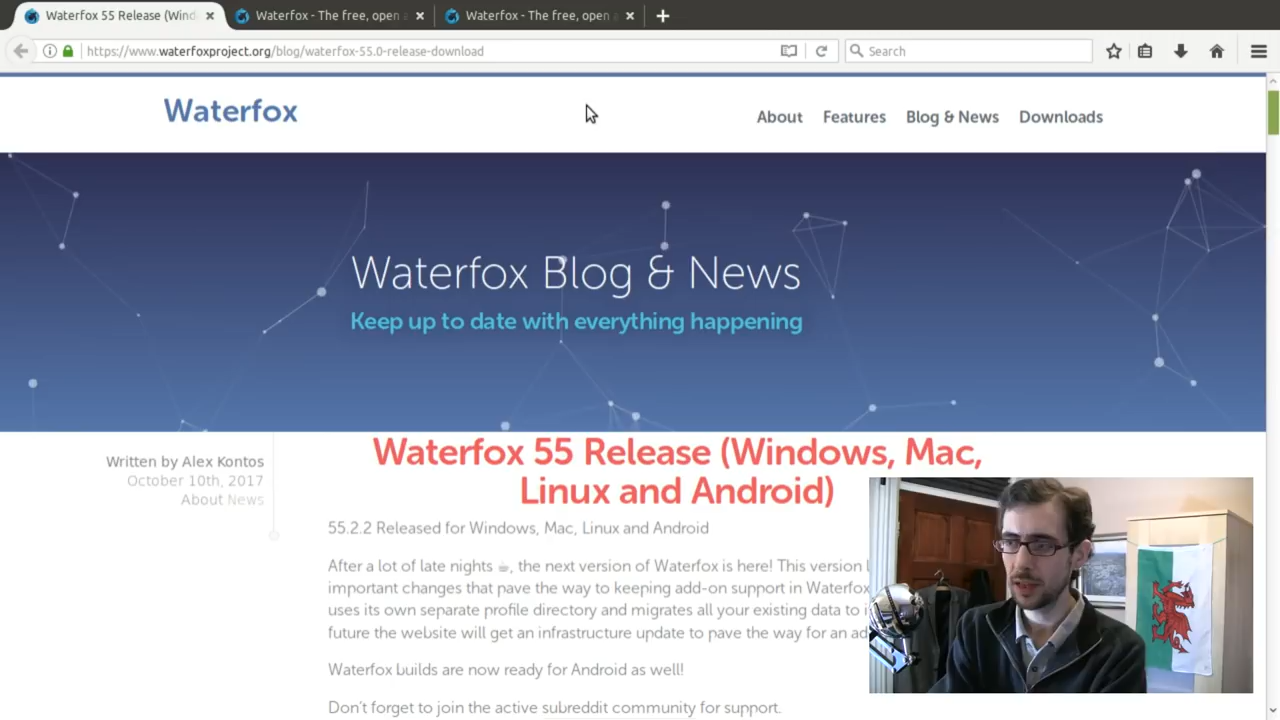 Waterfox 55 Release (Wind
Waterfox - The free, open
Waterfox - The free, open
https://www.waterfoxproject.org/blog/waterfox-55.0-release-download
Search
Waterfox
About Features Blog & News Downloads
Waterfox Blog & News
Keep up to date with everything happening
Written by Alex Kontos
October 10th, 2017
About News
Waterfox 55 Release (Windows, Mac,
Linux and Android)
55.2.2 Released for Windows, Mac, Linux and Android
After a lot of late nights ☕, the next version of Waterfox is here! This version
important changes that pave the way to keeping add-on support in Waterfox
uses its own separate profile directory and migrates all your existing data to
future the website will get an infrastructure update to pave the way for an
Waterfox builds are now ready for Android as well!
Don't forget to join the active subreddit community for support.